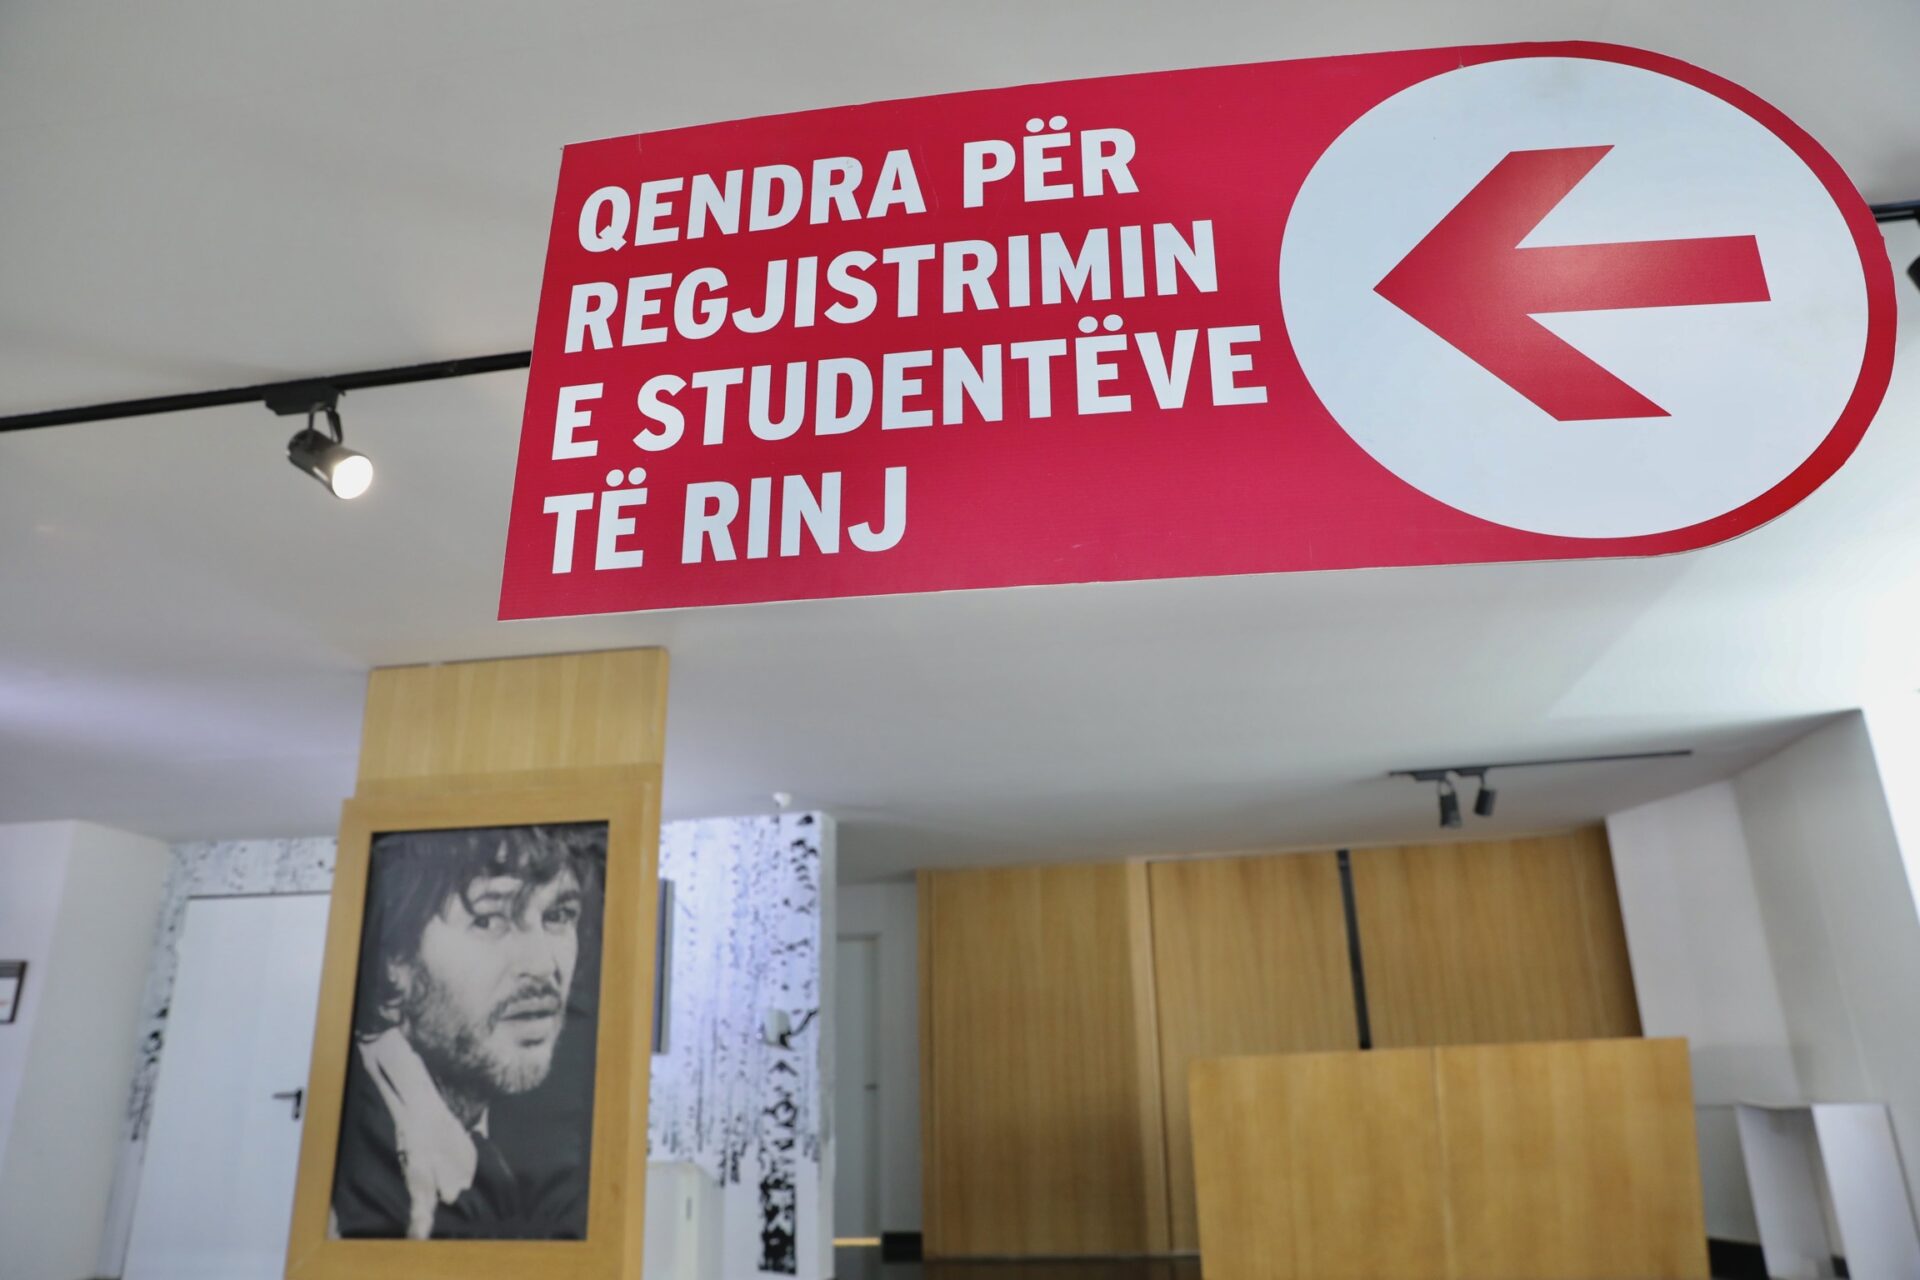 QENDRA PËR
REGJISTRIMIN
E STUDENTËVE
TË RINJ